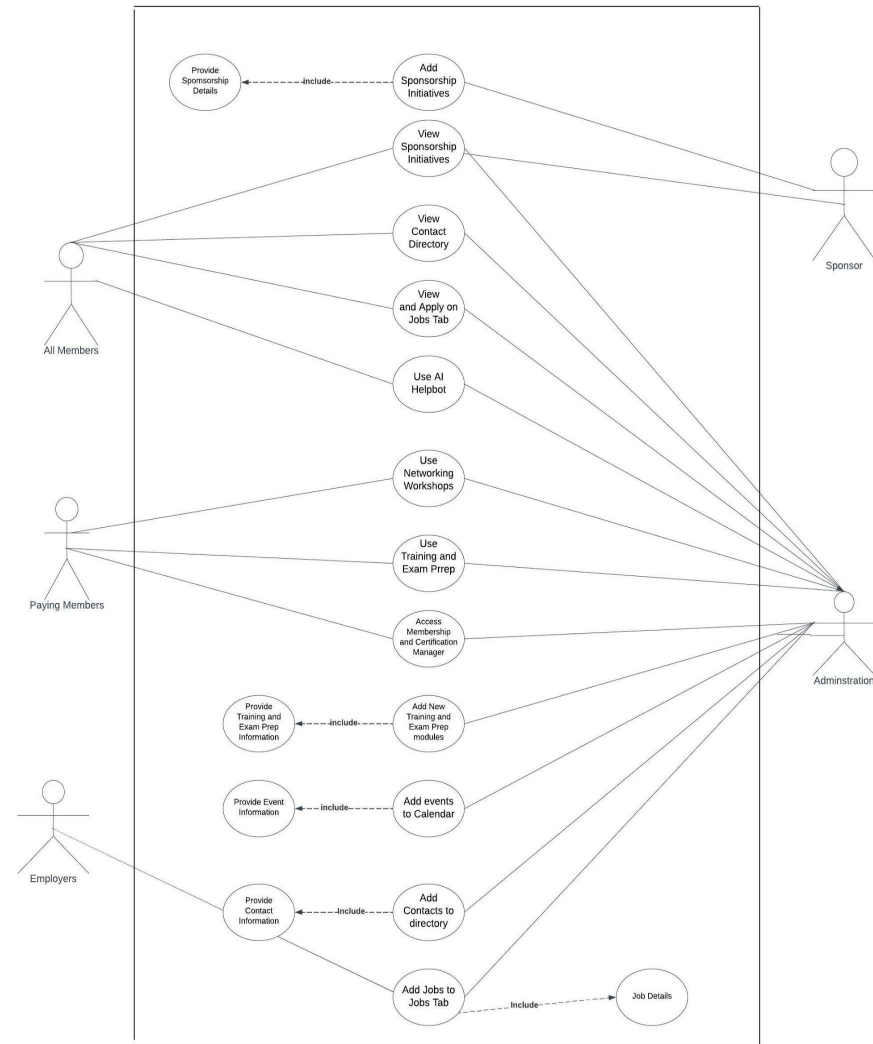 Provide
Spomsorship
Details
include
Add
Sponsorship
Initiatives
View
Sponsorship
Initiatives
Sponsor
View
Contact
Directory
All Members
View
and Apply on
Jobs Tab
Use AI
Helpbot
Use
Networking
Workshops
Paying Members
Use
Training and
Exam Prrep
Access
Membership
and Certification
Manager
Adminstration
Provide
Training and
Exam Prep
Information
include
Add New
Training and
Exam Prep
modules
Provide Event
Information
include
Add events
to Calendar
Employers
Provide
Contact
Information
Include
Add
Contacts to
directory
Add Jobs to
Jobs Tab
Include
Job Details